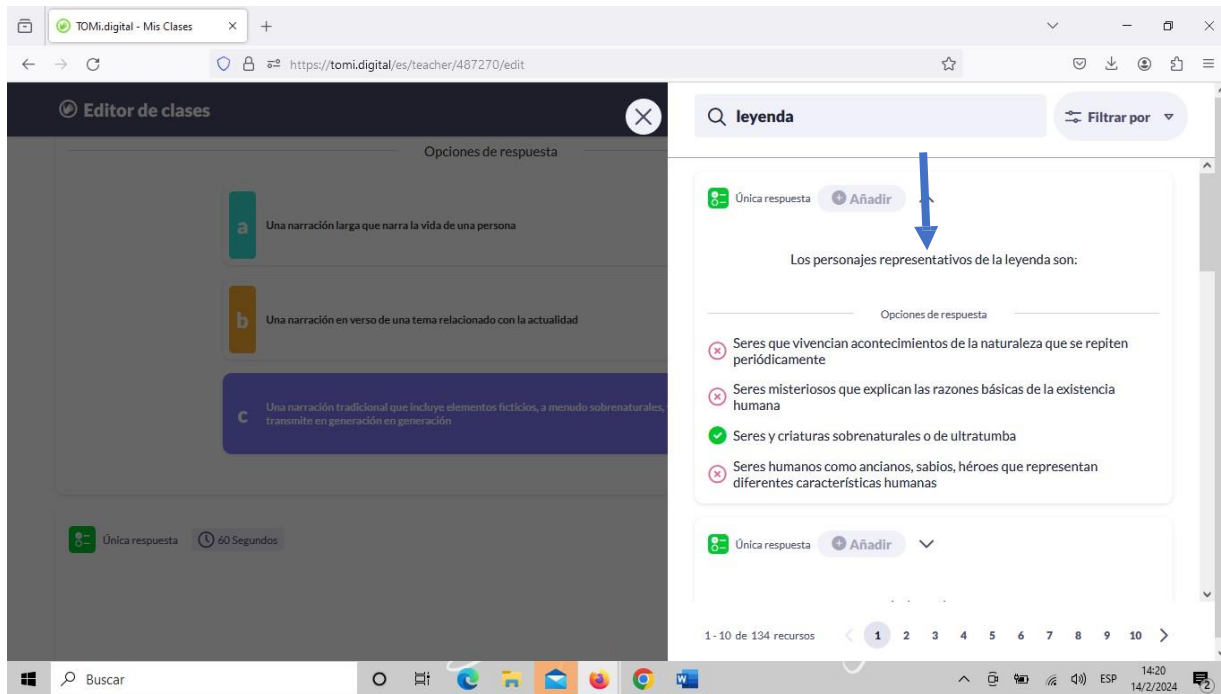 TOMi.digital - Mis Clases
https://tomi.digital/es/teacher/487270/edit
Editor de clases
Opciones de respuesta
a Una narración larga que narra la vida de una persona
b Una narración en verso de una tema relacionado con la actualidad
c Una narración tradicional que incluye elementos ficticios, a menudo sobrenaturales,
transmite en generación en generación
Única respuesta 60 Segundos
leyenda
Filtrar por
Única respuesta Añadir
Los personajes representativos de la leyenda son:
Opciones de respuesta
Seres que vivencian acontecimientos de la naturaleza que se repiten
periódicamente
Seres misteriosos que explican las razones básicas de la existencia
humana
Seres y criaturas sobrenaturales o de ultratumba
Seres humanos como ancianos, sabios, héroes que representan
diferentes características humanas
Única respuesta Añadir
1 - 10 de 134 recursos 1 2 3 4 5 6 7 8 9 10
Buscar
ESP
14:20
14/2/2024
2